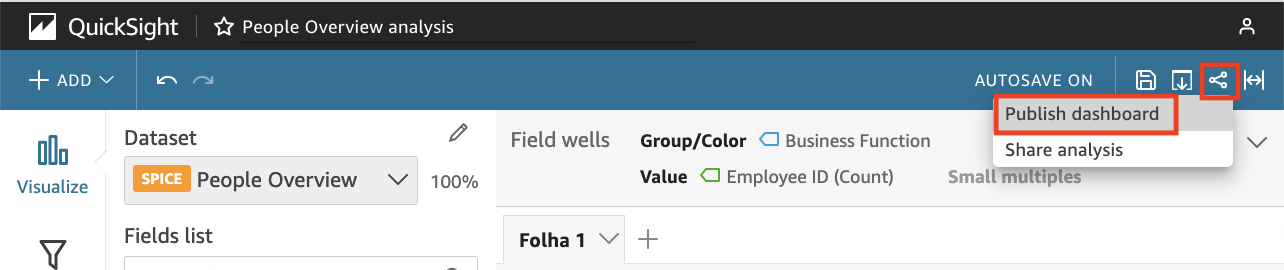 QuickSight People Overview analysis
ADD AUTOSAVE ON
Publish dashboard
Share analysis
Visualize
Dataset
SPICE People Overview 100%
Fields list
Field wells Group/Color Business Function
Value Employee ID (Count) Small multiples
Folha 1